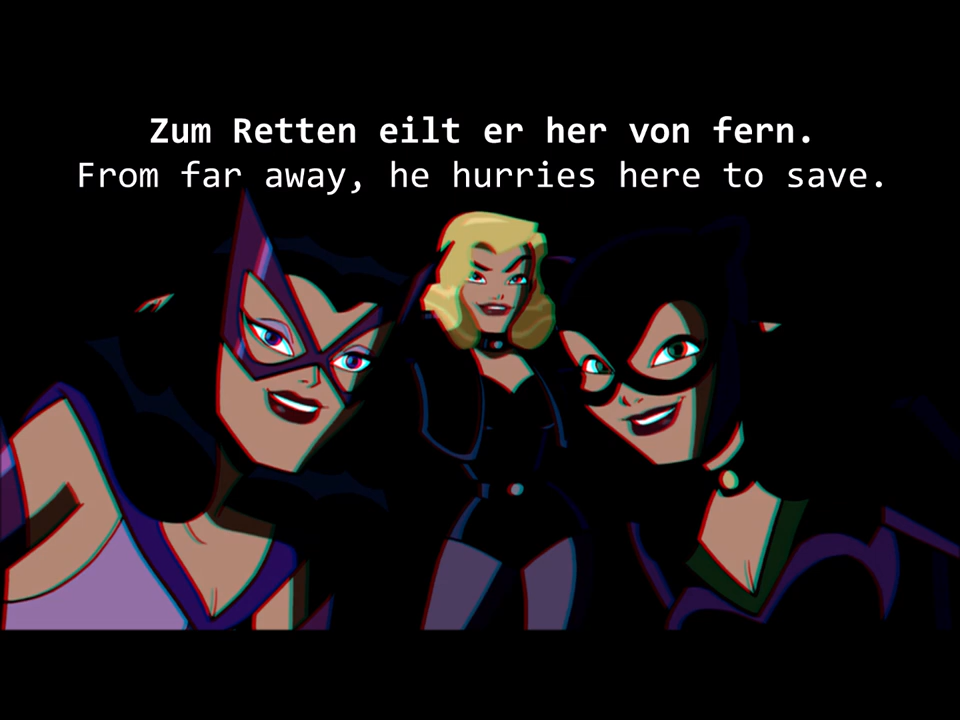 Zum Retten eilt er her von fern.
From far away, he hurries here to save.